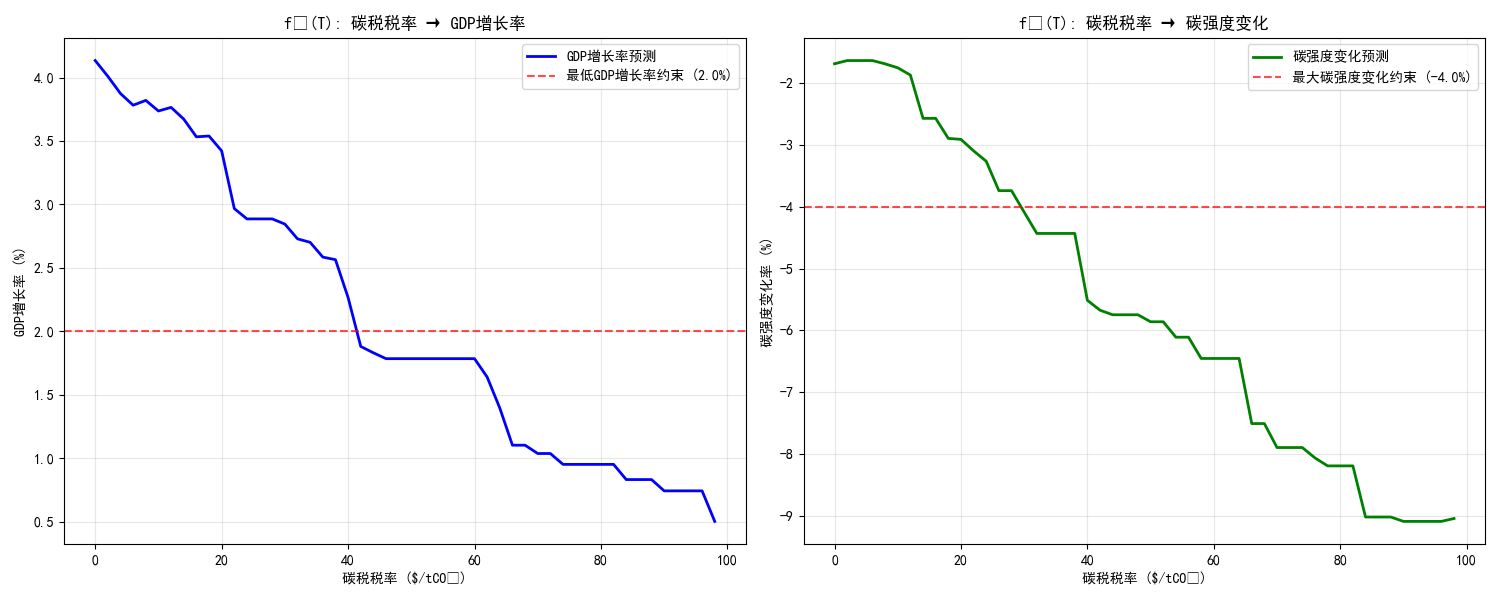 f□(T): 碳税税率 → GDP增长率
GDP增长率预测
最低GDP增长率约束 (2.0%)
GDP增长率 (%)
4.0
3.5
3.0
2.5
2.0
1.5
1.0
0.5
0 20 40 60 80 100
碳税税率 ($/tCO□)
f□(T): 碳税税率 → 碳强度变化
碳强度变化预测
最大碳强度变化约束 (-4.0%)
碳强度变化率 (%)
−2
−3
−4
−5
−6
−7
−8
−9
0 20 40 60 80 100
碳税税率 ($/tCO□)